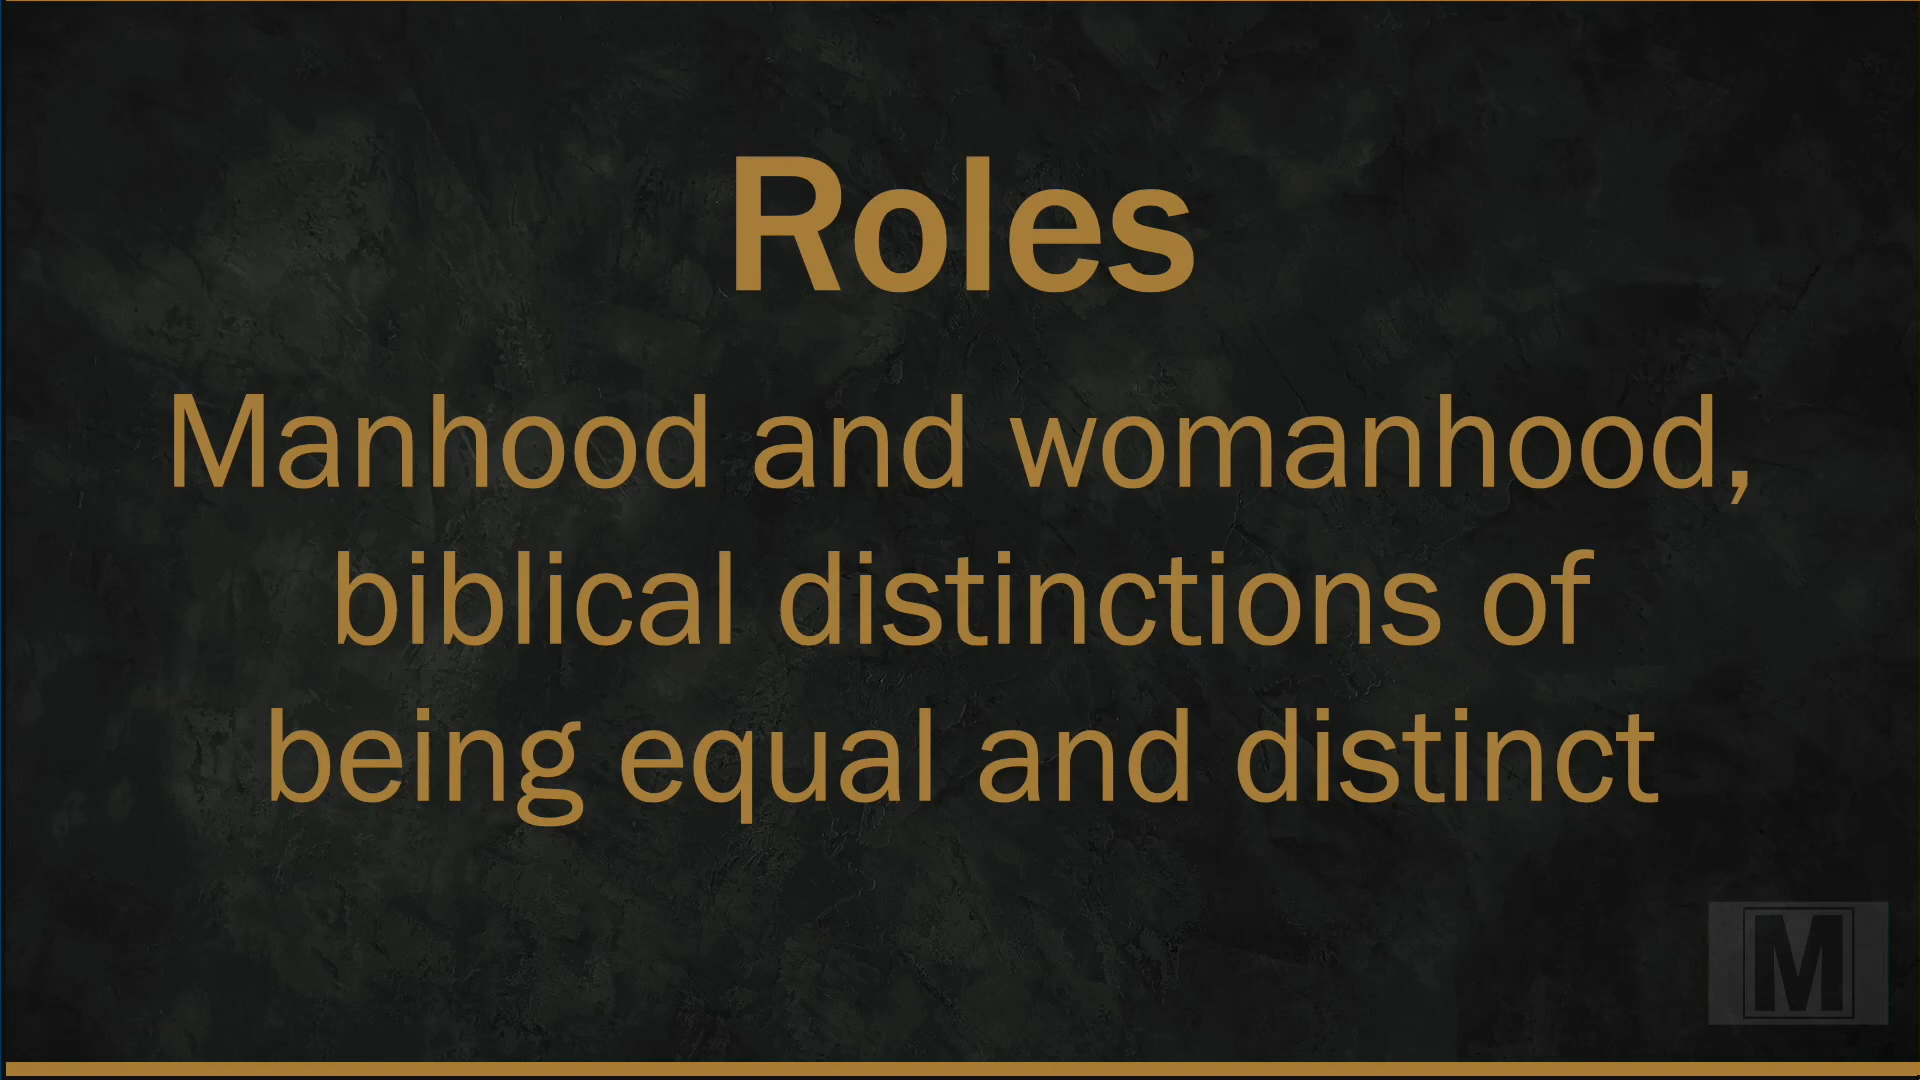 Roles
Manhood and womanhood,
biblical distinctions of
being equal and distinct
M